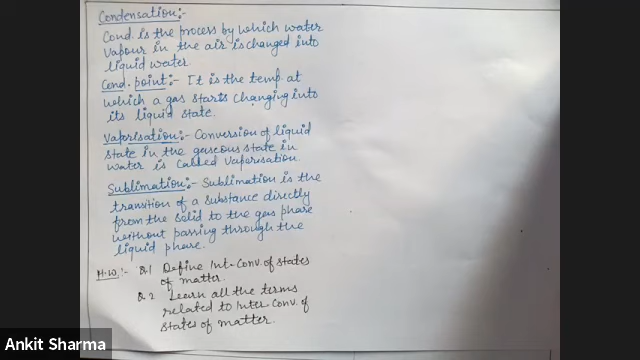 Condensation:-
Cond. is the process by which water
vapour in the air is changed into
liquid water.
Cond. point:- It is the temp. at
which a gas starts changing into
its liquid state.
Vaprisation:- Conversion of liquid
state in the gaseous state in
water is called vaporisation.
Sublimation:- Sublimation is the
transition of a substance directly
from the solid to the gas phase
without passing through the
liquid phase.
H.W.:- Q.1 Define Int-Conv. of states
of matter.
Q.2 Learn all the terms
related to Inter-Conv. of
states of matter.
Ankit Sharma